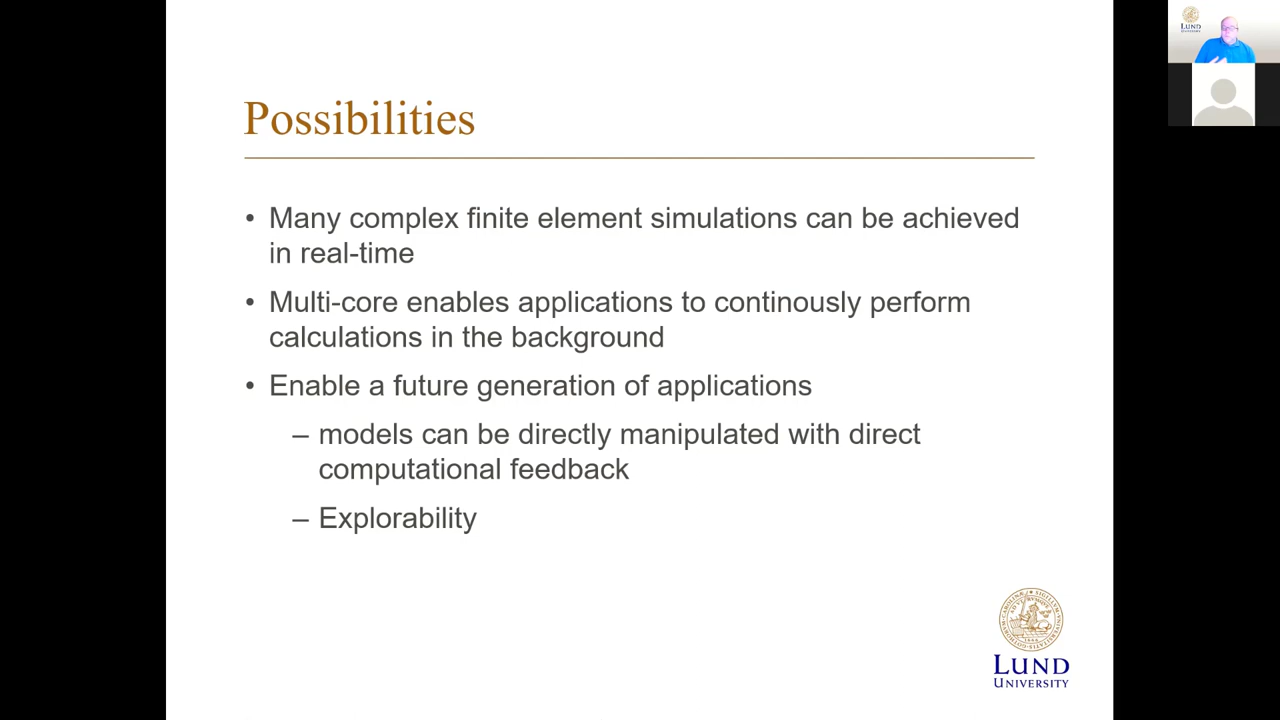 Possibilities
• Many complex finite element simulations can be achieved
in real-time
• Multi-core enables applications to continously perform
calculations in the background
• Enable a future generation of applications
– models can be directly manipulated with direct
computational feedback
– Explorability
LUND
UNIVERSITY
LUND
UNIVERSITY